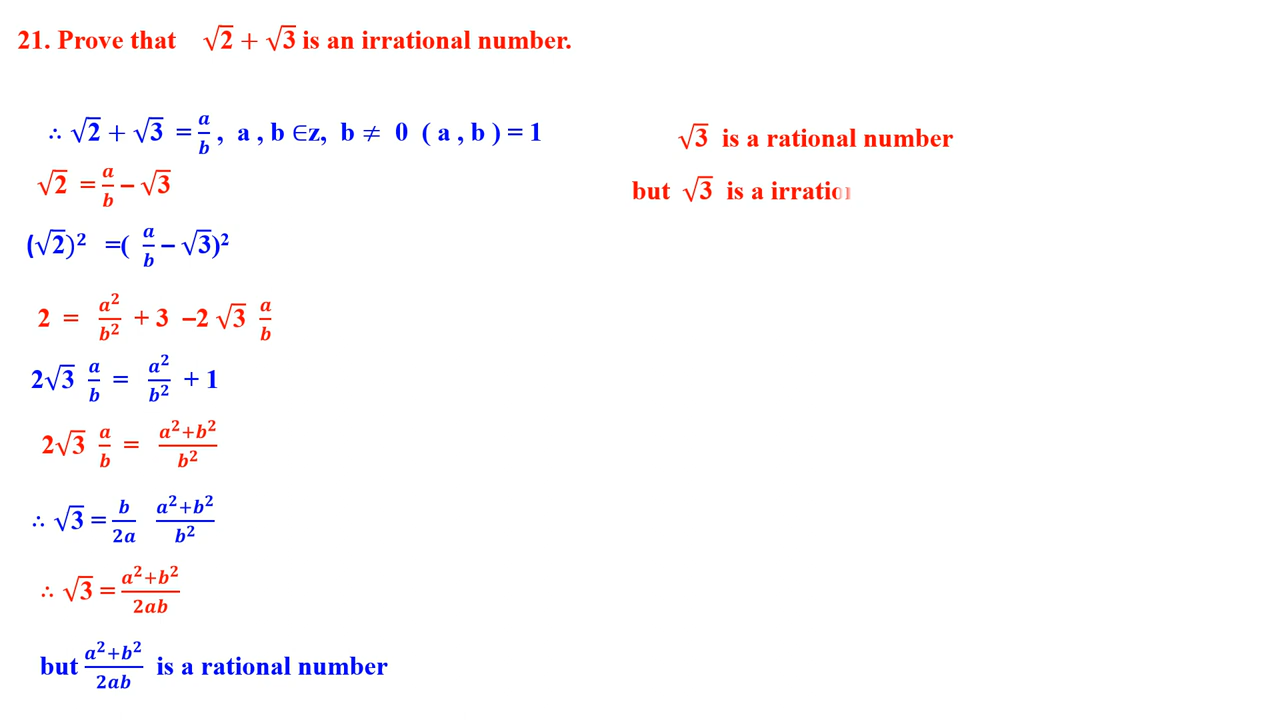 21. Prove that √2 + √3 is an irrational number.
∴ √2 + √3 = a/b , a , b ∈z, b ≠ 0 ( a , b ) = 1
√2 = a/b – √3
(√2)² =( a/b – √3)²
2 = a²/b² + 3 –2 √3 a/b
2√3 a/b = a²/b² + 1
2√3 a/b = a²+b²/b²
∴ √3 = b/2a a²+b²/b²
∴ √3 = a²+b²/2ab
but a²+b²/2ab is a rational number
√3 is a rational number
but √3 is a irratio